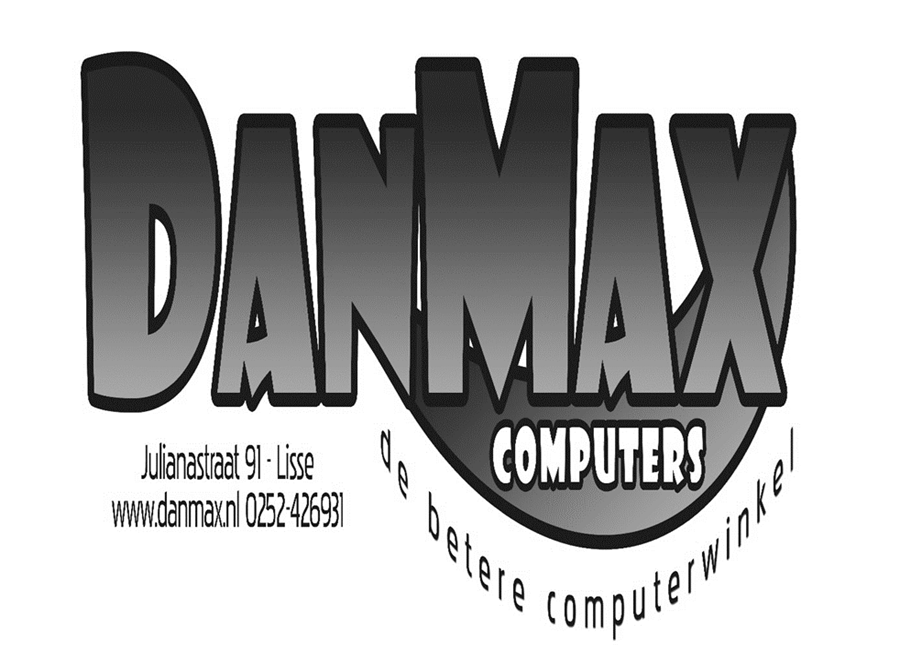 DANMAX
COMPUTERS
Julianastraat 91 - Lisse
www.danmax.nl 0252-426931
de betere computerwinkel